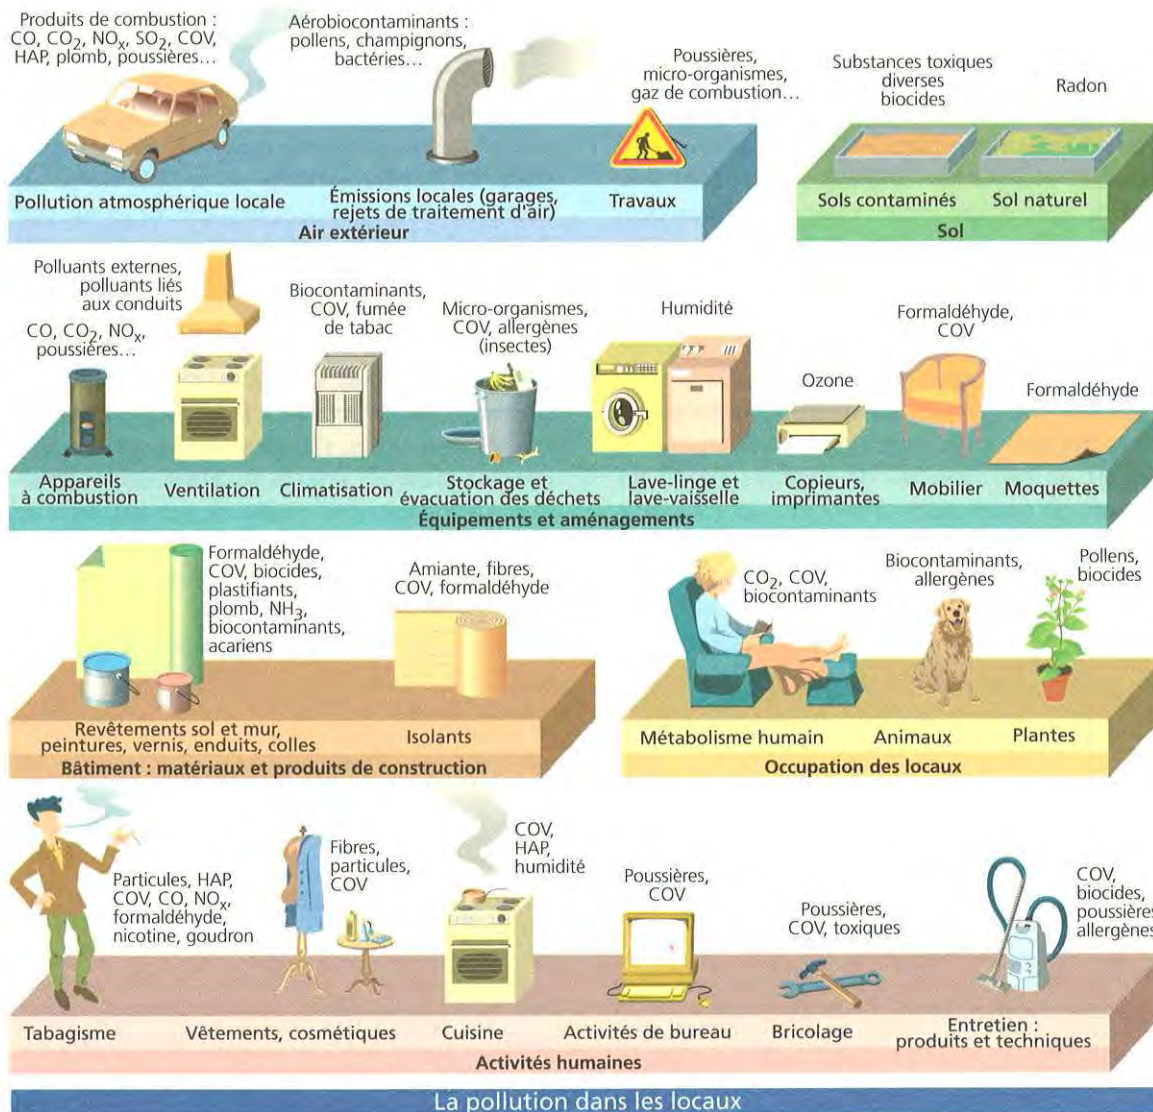 Produits de combustion :
CO, CO₂, NOₓ, SO₂, COV,
HAP, plomb, poussières...
Aérobiocontaminants :
pollens, champignons,
bactéries...
Poussières,
micro-organismes,
gaz de combustion...
Pollution atmosphérique locale
Émissions locales (garages,
rejets de traitement d'air)
Travaux
Air extérieur
Substances toxiques
diverses
biocides
Radon
Sols contaminés
Sol naturel
Sol
CO, CO₂, NOₓ,
poussières...
Polluants externes,
polluants liés
aux conduits
Biocontaminants,
COV, fumée
de tabac
Micro-organismes,
COV, allergènes
(insectes)
Humidité
Ozone
Formaldéhyde,
COV
Formaldéhyde
Appareils
à combustion
Ventilation
Climatisation
Stockage et
évacuation des déchets
Lave-linge et
lave-vaisselle
Copieurs,
imprimantes
Mobilier
Moquettes
Équipements et aménagements
Formaldéhyde,
COV, biocides,
plastifiants,
plomb, NH₃,
biocontaminants,
acariens
Amiante, fibres,
COV, formaldéhyde
Revêtements sol et mur,
peintures, vernis, enduits, colles
Isolants
Bâtiment : matériaux et produits de construction
CO₂, COV,
biocontaminants
Biocontaminants,
allergènes
Pollens,
biocides
Métabolisme humain
Animaux
Plantes
Occupation des locaux
Particules, HAP,
COV, CO, NOₓ,
formaldéhyde,
nicotine, goudron
Fibres,
particules,
COV
COV,
HAP,
humidité
Poussières,
COV
Poussières,
COV, toxiques
COV,
biocides,
poussières
allergènes
Tabagisme
Vêtements, cosmétiques
Cuisine
Activités de bureau
Bricolage
Entretien :
produits et techniques
Activités humaines
La pollution dans les locaux